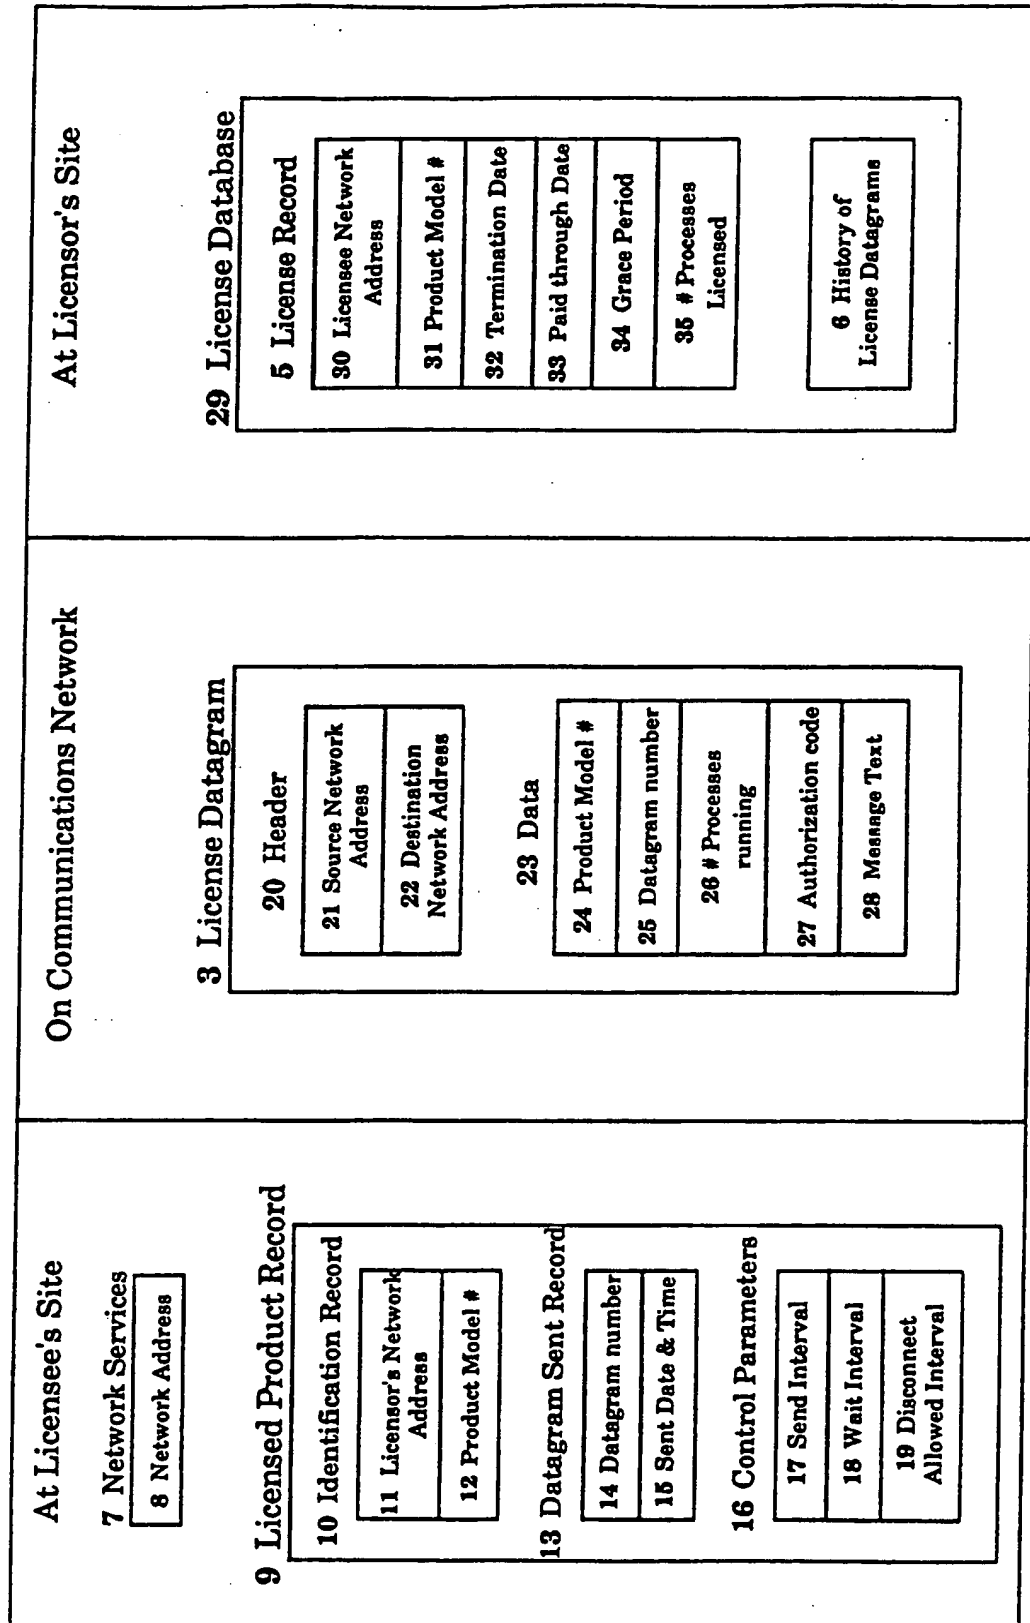 At Licensee's Site
7 Network Services
8 Network Address
9 Licensed Product Record
10 Identification Record
11 Licensor's Network
Address
12 Product Model #
13 Datagram Sent Record
14 Datagram number
15 Sent Date & Time
16 Control Parameters
17 Send Interval
18 Wait Interval
19 Disconnect
Allowed Interval
On Communications Network
3 License Datagram
20 Header
21 Source Network
Address
22 Destination
Network Address
23 Data
24 Product Model #
25 Datagram number
26 # Processes
running
27 Authorization code
28 Message Text
At Licensor's Site
29 License Database
5 License Record
30 Licensee Network
Address
31 Product Model #
32 Termination Date
33 Paid through Date
34 Grace Period
35 # Processes
Licensed
6 History of
License Datagrams